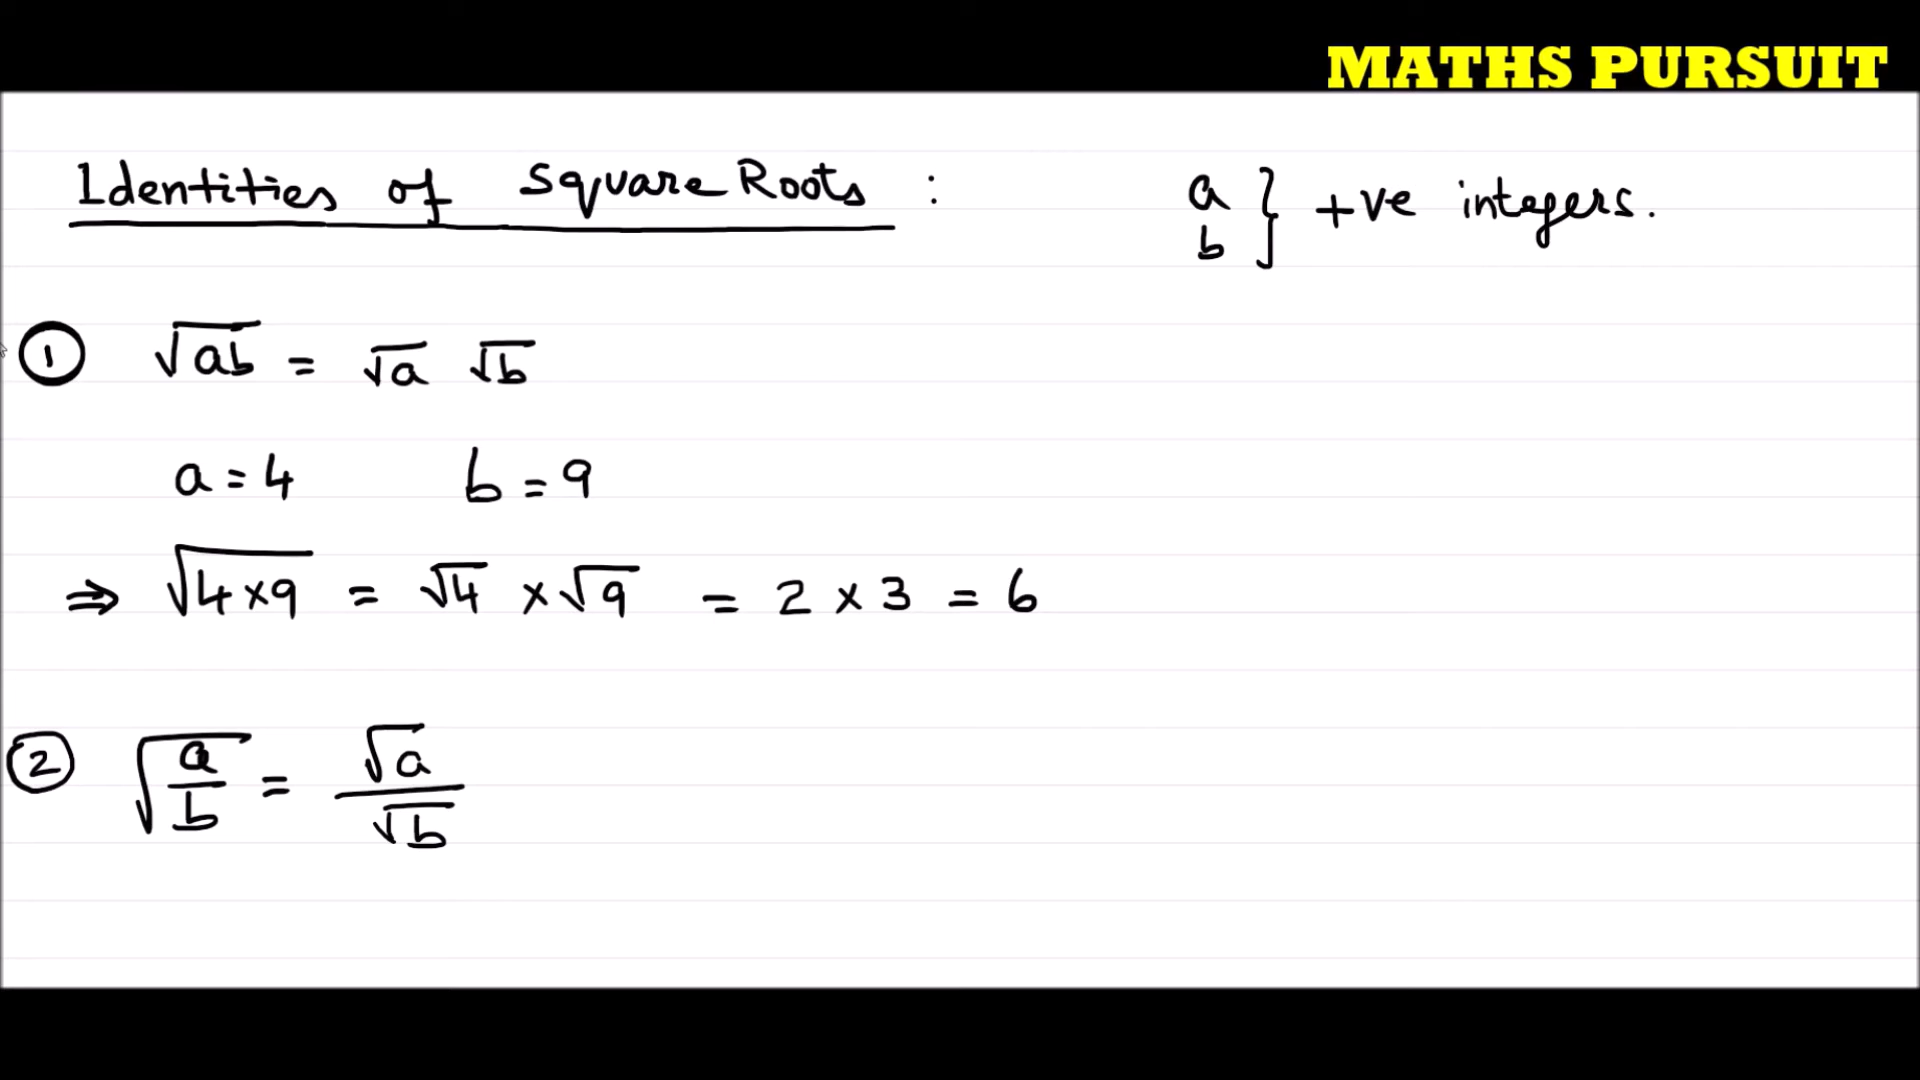 MATHS PURSUIT
Identities of Square Roots :
a
b } +ve integers.
① √ab = √a √b
a = 4 b = 9
⇒ √4×9 = √4 × √9 = 2 × 3 = 6
② √a/b = √a/√b